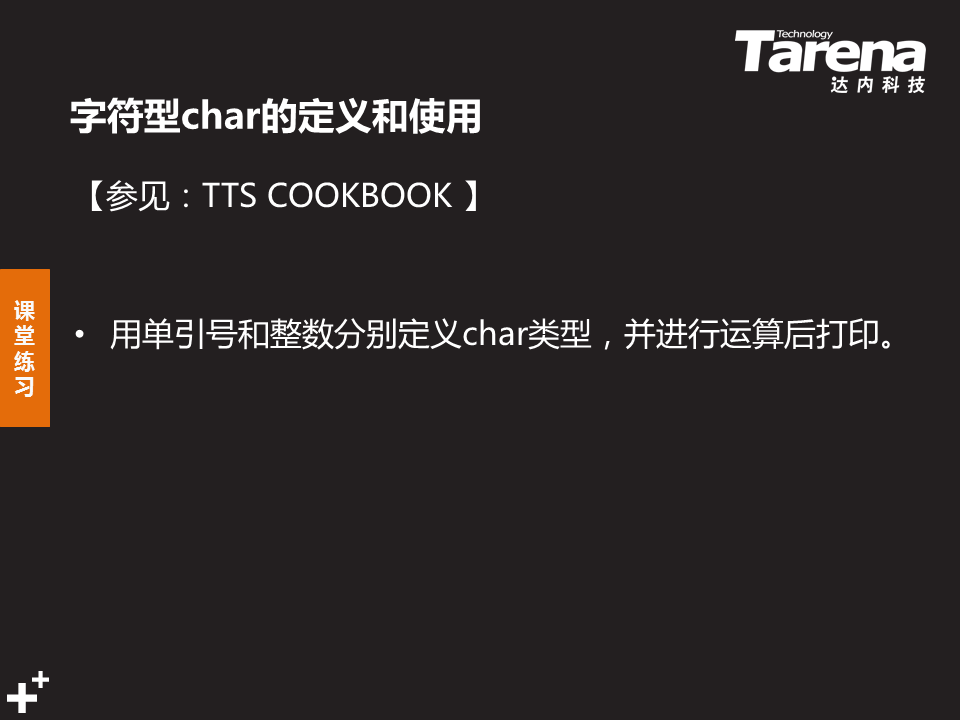 Technology
Tarena
达内科技
字符型char的定义和使用
【参见：TTS COOKBOOK 】
课
堂
练
习
• 用单引号和整数分别定义char类型，并进行运算后打印。